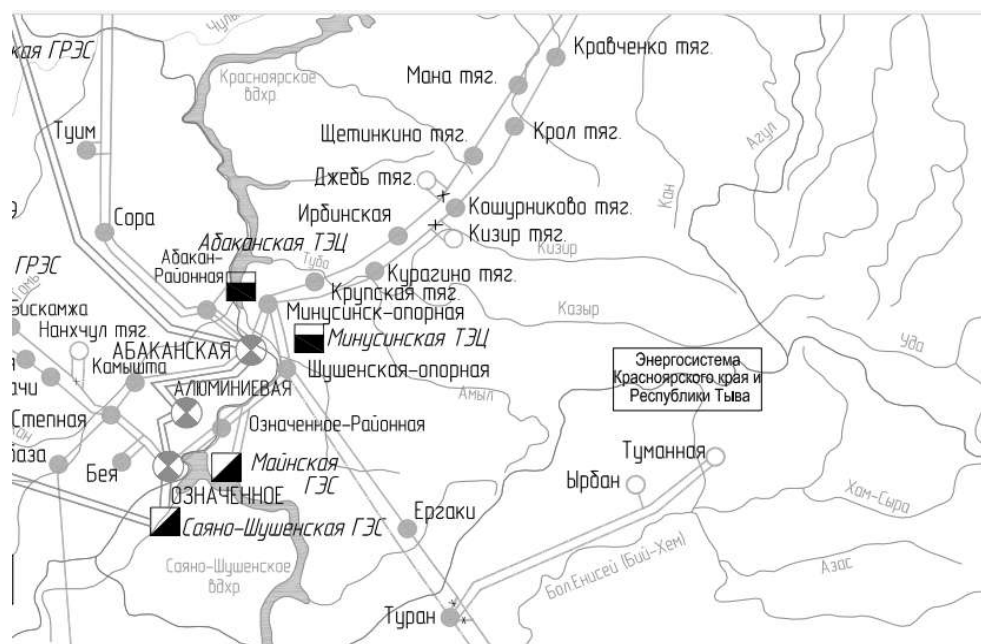 Красноярское
вдхр.
Кравченко тяг.
Мана тяг.
Щетинкино тяг.
Крол тяг.
Агул
Кан
Туим
Джебь тяг.
Кошурниково тяг.
Ирбинская
Кизир тяг.
Кизир
Сора
Абаканская ТЭЦ
Абакан-
Районная
Туба
Курагино тяг.
Крупская тяг.
Казыр
ГРЭС
Минусинск-опорная
Бискамжа
Нанхчул тяг.
АБАКАНСКАЯ
Минусинская ТЭЦ
Уда
Энергосистема
Красноярского края и
Республики Тыва
Камышта
Шушенская-опорная
АЛЮМИНИЕВАЯ
Амыл
Степная
Означенное-Районная
Бея
Майнская
ГЭС
Туманная
Ырбан
ОЗНАЧЕННОЕ
Хам-Сыра
Саяно-Шушенская ГЭС
Ергаки
Саяно-Шушенское
вдхр
Бол.Енисей (Бий-Хем)
Азас
Туран